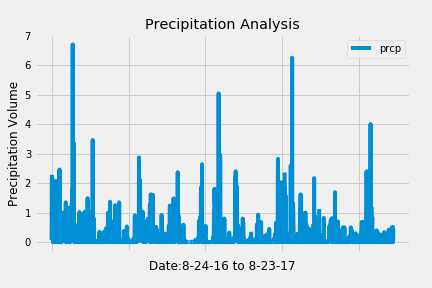 Precipitation Analysis
prcp
Precipitation Volume
7
6
5
4
3
2
1
0
Date:8-24-16 to 8-23-17